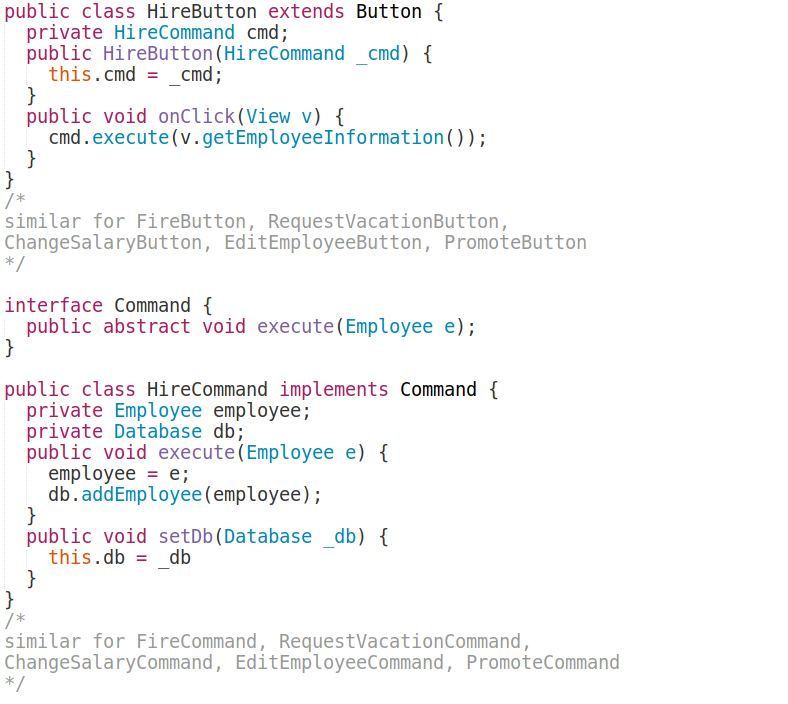 public class HireButton extends Button {
  private HireCommand cmd;
  public HireButton(HireCommand _cmd) {
    this.cmd = _cmd;
  }
  public void onClick(View v) {
    cmd.execute(v.getEmployeeInformation());
  }
}
/*
similar for FireButton, RequestVacationButton,
ChangeSalaryButton, EditEmployeeButton, PromoteButton
*/

interface Command {
  public abstract void execute(Employee e);
}

public class HireCommand implements Command {
  private Employee employee;
  private Database db;
  public void execute(Employee e) {
    employee = e;
    db.addEmployee(employee);
  }
  public void setDb(Database _db) {
    this.db = _db
  }
}
/*
similar for FireCommand, RequestVacationCommand,
ChangeSalaryCommand, EditEmployeeCommand, PromoteCommand
*/